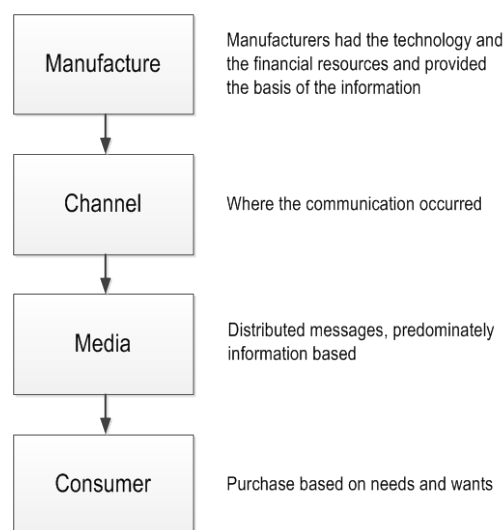 Manufacture
Manufacturers had the technology and
the financial resources and provided
the basis of the information
Channel
Where the communication occurred
Media
Distributed messages, predominately
information based
Consumer
Purchase based on needs and wants